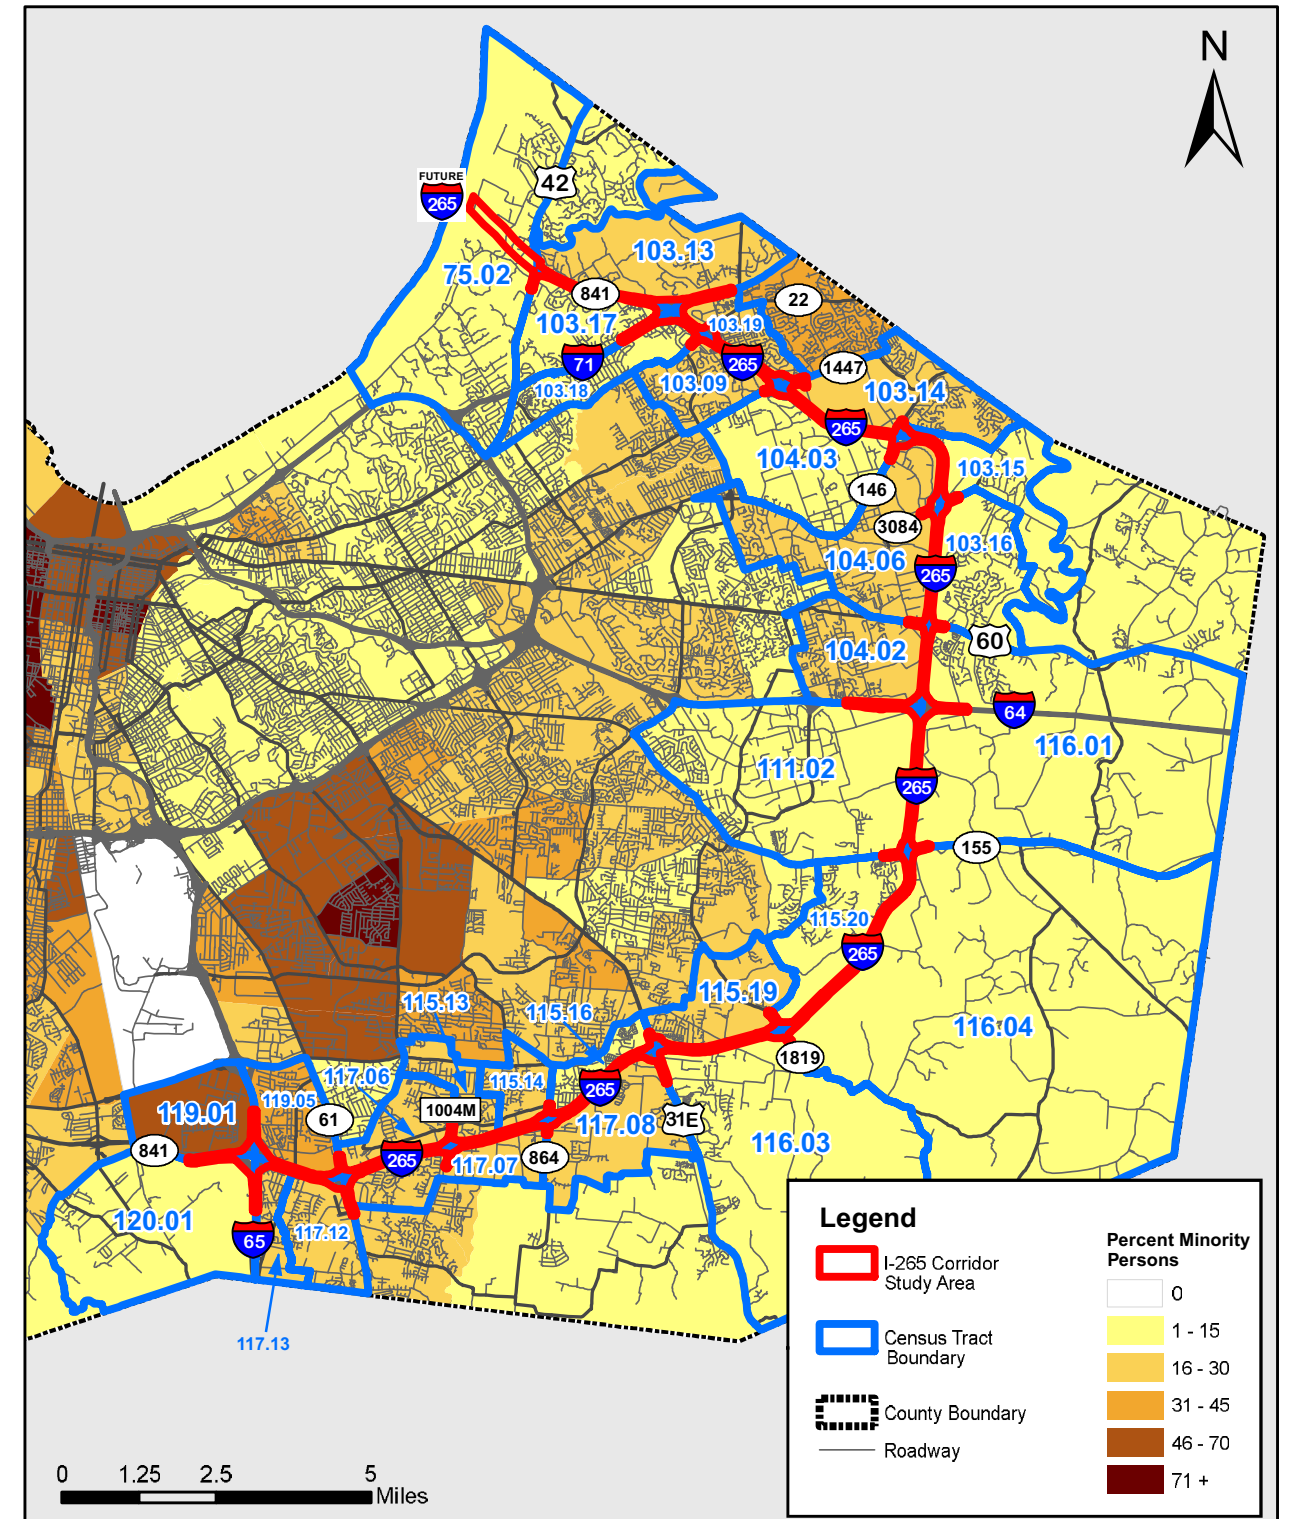 N
FUTURE
265
42
103.13
75.02
841
22
103.17
103.19
71
265
1447
103.18
103.09
103.14
265
104.03
103.15
146
3084
103.16
104.06
265
60
104.02
64
116.01
111.02
265
155
115.20
265
115.19
115.13
115.16
116.04
1819
117.06
115.14
265
119.05
119.01
1004M
61
31E
117.08
841
116.03
265
117.07
864
120.01
117.12
65
117.13
Legend
I-265 Corridor
Study Area
Census Tract
Boundary
County Boundary
Roadway
Percent Minority
Persons
0
1 - 15
16 - 30
31 - 45
46 - 70
71 +
0 1.25 2.5 5
Miles